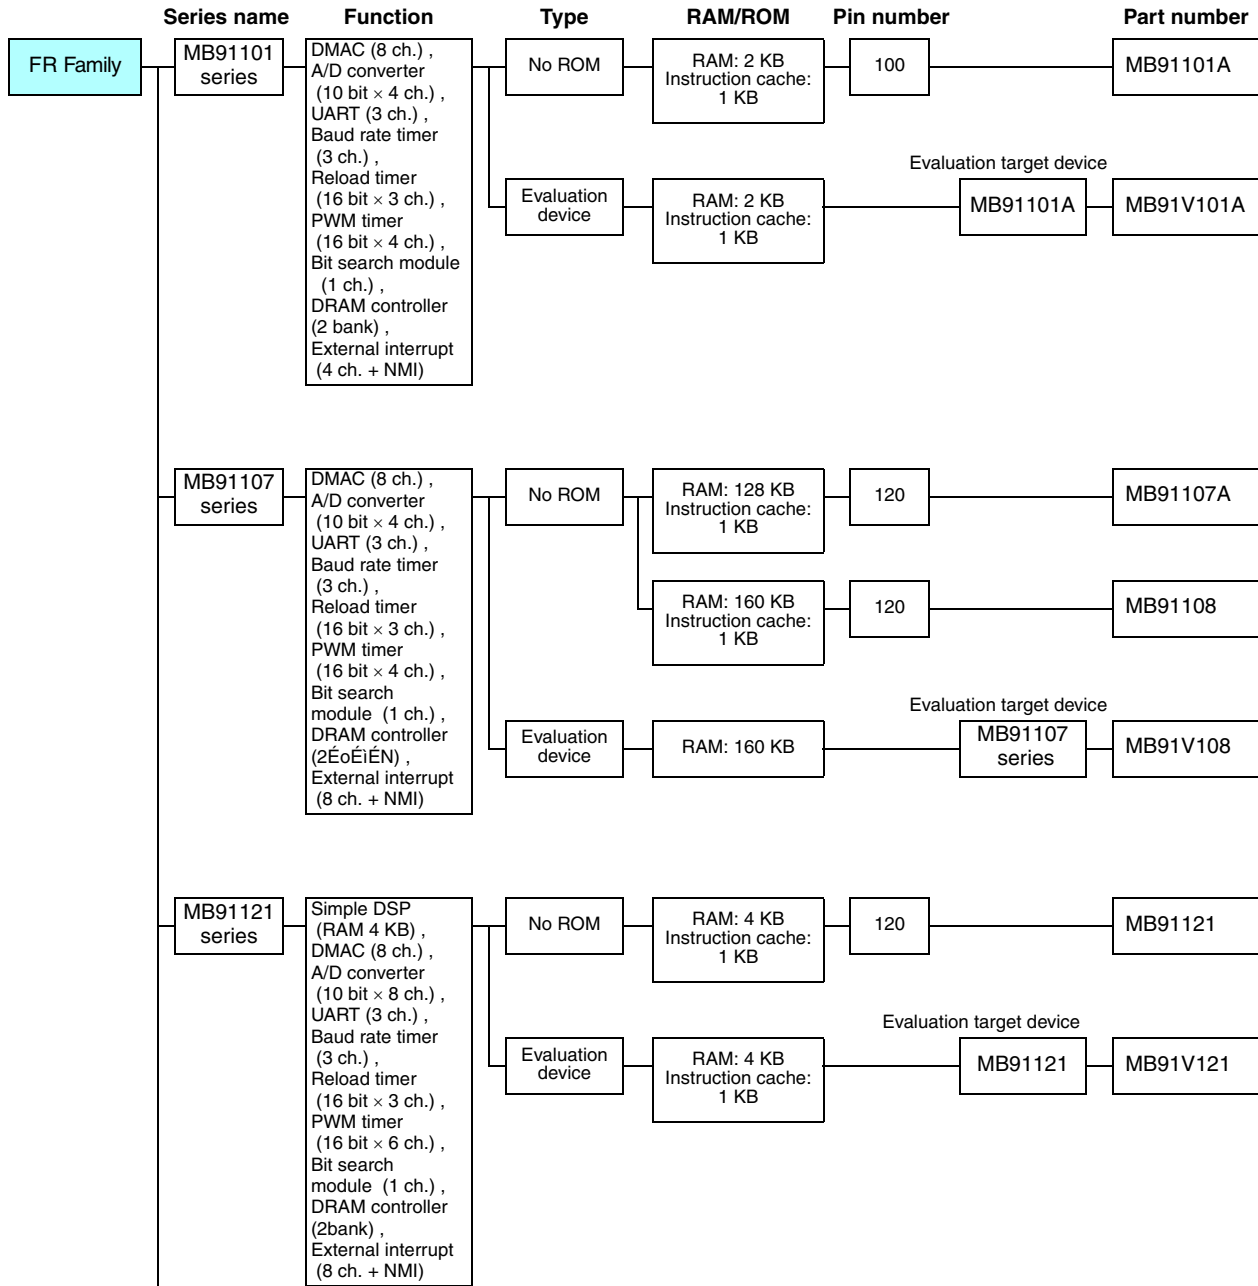 Series name Function Type RAM/ROM Pin number Part number
FR Family
MB91101
series
DMAC (8 ch.) ,
A/D converter
(10 bit × 4 ch.) ,
UART (3 ch.) ,
Baud rate timer
(3 ch.) ,
Reload timer
(16 bit × 3 ch.) ,
PWM timer
(16 bit × 4 ch.) ,
Bit search module
(1 ch.) ,
DRAM controller
(2 bank) ,
External interrupt
(4 ch. + NMI)
No ROM
RAM: 2 KB
Instruction cache:
1 KB
100
MB91101A
Evaluation
device
RAM: 2 KB
Instruction cache:
1 KB
Evaluation target device
MB91101A
MB91V101A
MB91107
series
DMAC (8 ch.) ,
A/D converter
(10 bit × 4 ch.) ,
UART (3 ch.) ,
Baud rate timer
(3 ch.) ,
Reload timer
(16 bit × 3 ch.) ,
PWM timer
(16 bit × 4 ch.) ,
Bit search
module (1 ch.) ,
DRAM controller
(2ÉoÉìÉN) ,
External interrupt
(8 ch. + NMI)
No ROM
RAM: 128 KB
Instruction cache:
1 KB
120
MB91107A
RAM: 160 KB
Instruction cache:
1 KB
120
MB91108
Evaluation
device
RAM: 160 KB
Evaluation target device
MB91107
series
MB91V108
MB91121
series
Simple DSP
(RAM 4 KB) ,
DMAC (8 ch.) ,
A/D converter
(10 bit × 8 ch.) ,
UART (3 ch.) ,
Baud rate timer
(3 ch.) ,
Reload timer
(16 bit × 3 ch.) ,
PWM timer
(16 bit × 6 ch.) ,
Bit search
module (1 ch.) ,
DRAM controller
(2bank) ,
External interrupt
(8 ch. + NMI)
No ROM
RAM: 4 KB
Instruction cache:
1 KB
120
MB91121
Evaluation
device
RAM: 4 KB
Instruction cache:
1 KB
Evaluation target device
MB91121
MB91V121